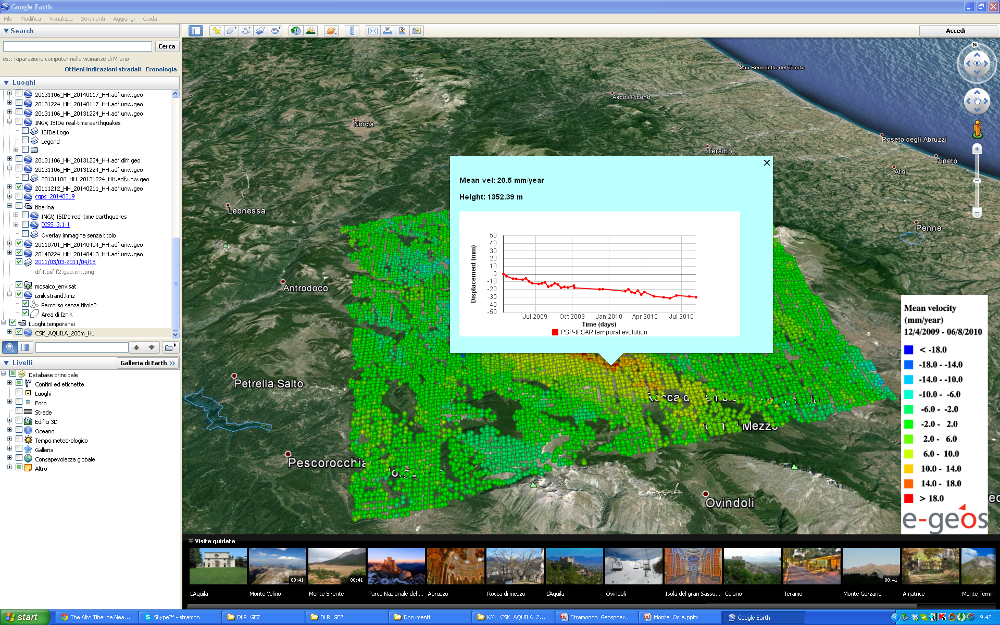 Google Earth
File Modifica Visualizza Strumenti Aggiungi Guida
Search
Accedi
Cerca
es.: Riparazione computer nelle vicinanze di Milano
Ottieni indicazioni stradali Cronologia
Luoghi
20131106_HH_20140117_HH.adf.unw.geo
20131224_HH_20140117_HH.adf.unw.geo
20131106_HH_20131224_HH.adf.unw.geo
INGV, ISIDe real-time earthquakes
ISIDe Logo
Legend
20131106_HH_20131224_HH.adf.diff.geo
20131106_HH_20131224_HH.adf.unw.geo
20131106_HH_20131224_HH.adf.unw.geo
20111212_HH_20140211_HH.adf.unw.geo
cgps_20140319
tiberina
INGV, ISIDe real-time earthquakes
DISS_3.1.1
Overlay immagine senza titolo
20110701_HH_20140404_HH.adf.unw.geo
20140224_HH_20140413_HH.adf.unw.geo
2011/03/03-2011/04/18
dif4.psf.f2.geo.cnt.png
mosaico_envisat
iznik strand.kmz
Percorso senza titolo2
Area di Iznik
Luoghi temporanei
CSK_AQUILA_200m_HL
Livelli
Galleria di Earth »
Database principale
Confini ed etichette
Luoghi
Foto
Strade
Edifici 3D
Oceano
Tempo meteorologico
Galleria
Consapevolezza globale
Altro
N
San Benedetto del Tronto
Ascoli Piceno
Norcia
Roseto degli Abruzzi
Teramo
Pineto
Atri
Leonessa
Penne
Antrodoco
Petrella Salto
Mezzo
Pescorocchia
Ovindoli
Mean vel: 20.5 mm/year
Height: 1352.39 m
50
40
30
20
10
0
-10
-20
-30
-40
-50
Displacement (mm)
Jul 2009 Oct 2009 Jan 2010 Apr 2010 Jul 2010
Time (days)
PSP-IFSAR temporal evolution
Mean velocity
(mm/year)
12/4/2009 - 06/8/2010
< -18.0
-18.0 - -14.0
-14.0 - -10.0
-10.0 - -6.0
-6.0 - -2.0
-2.0 - 2.0
2.0 - 6.0
6.0 - 10.0
10.0 - 14.0
14.0 - 18.0
> 18.0
e-geos
Visita guidata
00:41 00:41 00:41
L'Aquila Monte Velino Monte Sirente Parco Nazionale del ... Abruzzo Rocca di mezzo L'Aquila Ovindoli Isola del gran Sasso... Celano Teramo Monte Gorzano Amatrice Monte Termin
start The Alto Tiberina Nea... Skype™ - stramon DLR_GFZ DLR_GFZ Documenti KML_CSK_AQUILA_2... Stramondo_Geospher... Monte_Ocre.pptx Google Earth 9.42